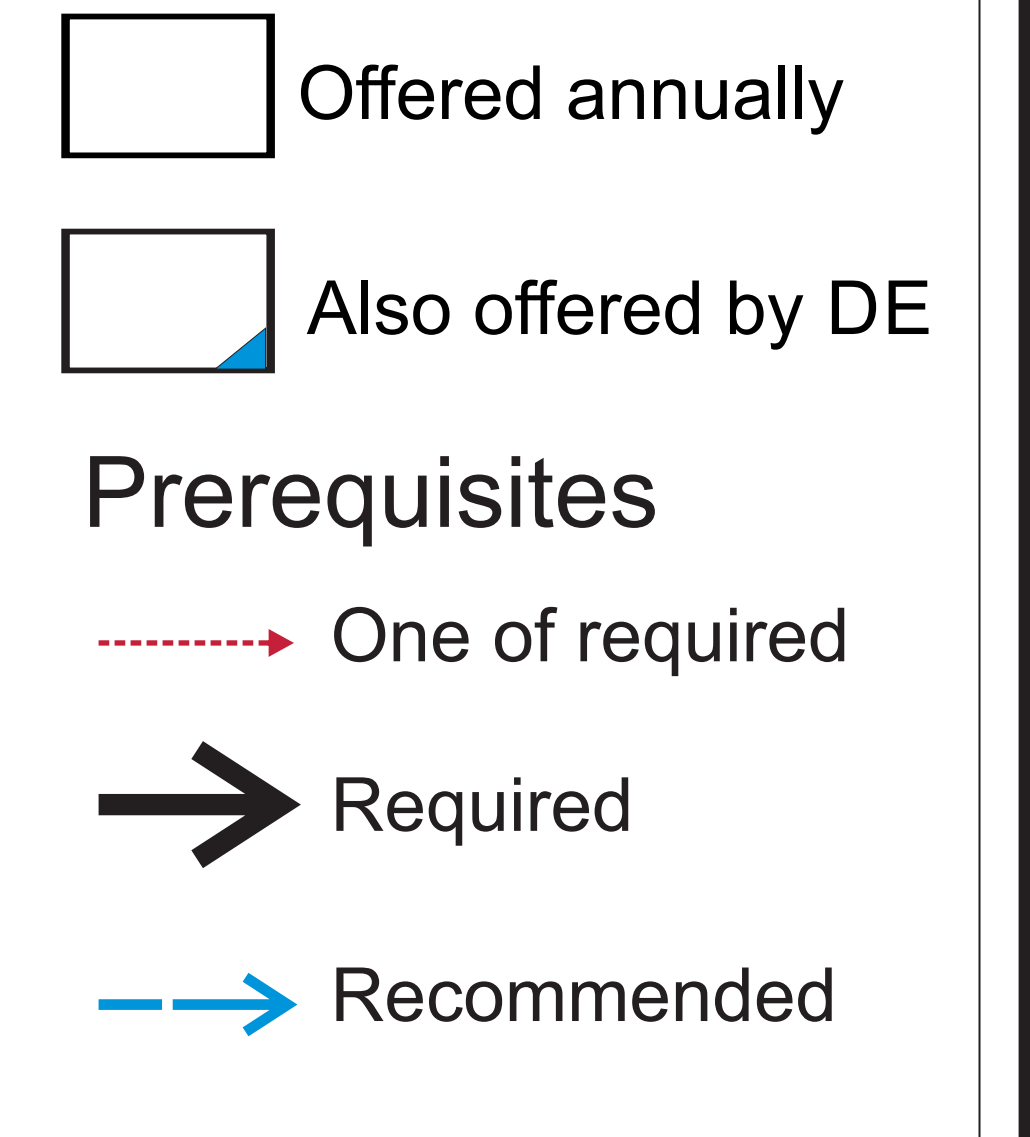 Offered annually
Also offered by DE
Prerequisites
One of required
Required
Recommended